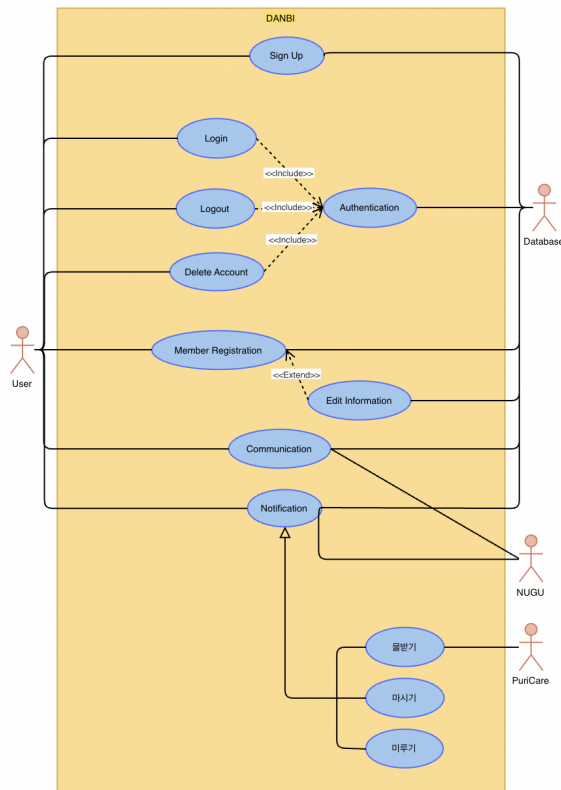 DANBI
Sign Up
Login
<<Include>>
Logout
<<Include>>
Authentication
<<Include>>
Database
Delete Account
User
Member Registration
<<Extend>>
Edit Information
Communication
Notification
NUGU
물받기
PuriCare
마시기
미루기